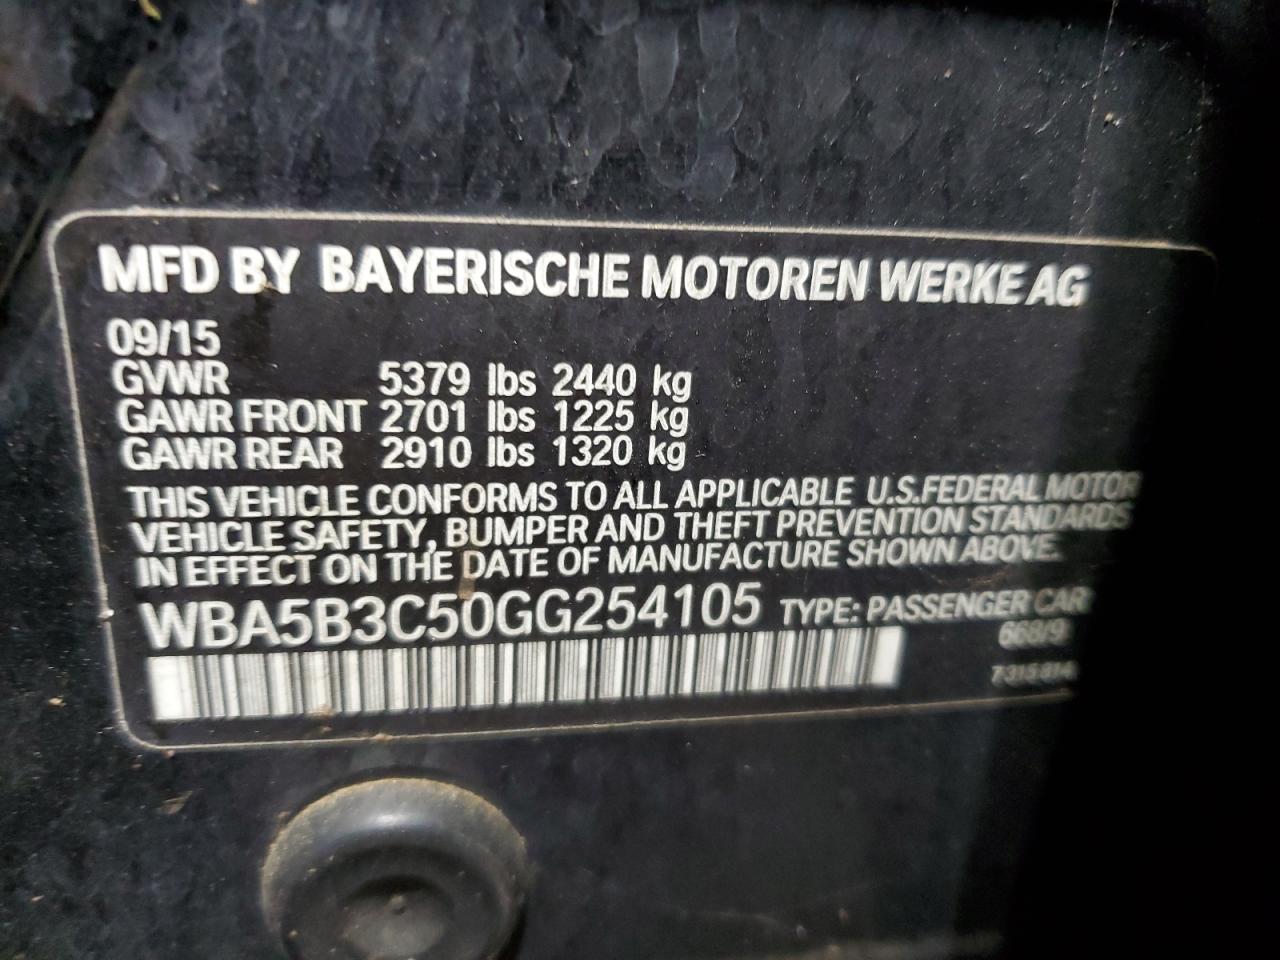 MFD BY BAYERISCHE MOTOREN WERKE AG
09/15
GVWR 5379 lbs 2440 kg
GAWR FRONT 2701 lbs 1225 kg
GAWR REAR 2910 lbs 1320 kg
THIS VEHICLE CONFORMS TO ALL APPLICABLE U.S.FEDERAL MOTOR
VEHICLE SAFETY, BUMPER AND THEFT PREVENTION STANDARDS
IN EFFECT ON THE DATE OF MANUFACTURE SHOWN ABOVE.
WBA5B3C50GG254105 TYPE: PASSENGER CAR
668/9
7315814